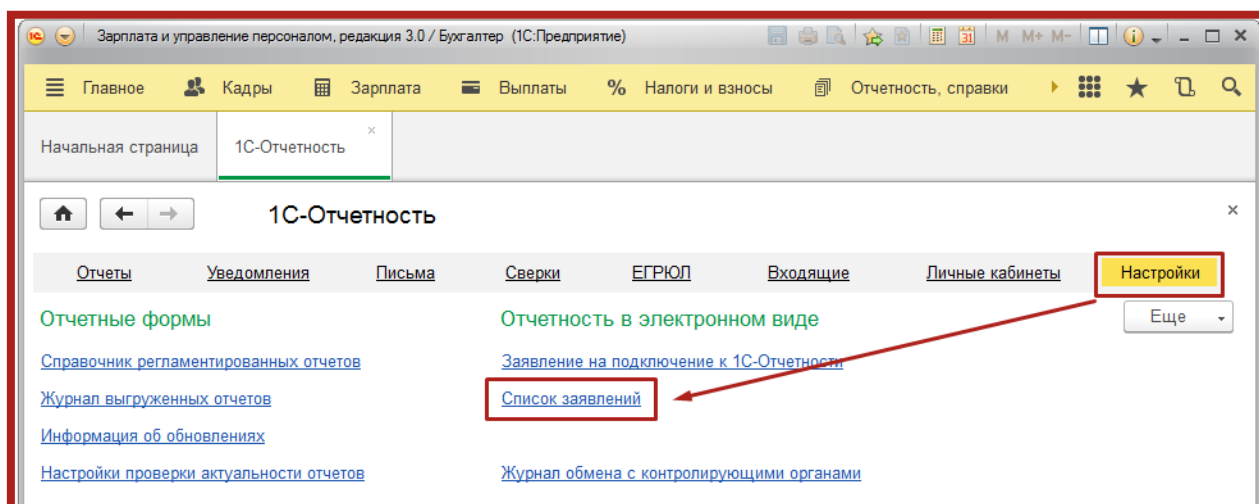 Зарплата и управление персоналом, редакция 3.0 / Бухгалтер (1С:Предприятие) 31 M M+ M-
Главное Кадры Зарплата Выплаты % Налоги и взносы Отчетность, справки
Начальная страница 1С-Отчетность
1С-Отчетность
Отчеты Уведомления Письма Сверки ЕГРЮЛ Входящие Личные кабинеты Настройки
Отчетные формы Отчетность в электронном виде Еще
Справочник регламентированных отчетов Заявление на подключение к 1С-Отчетности
Журнал выгруженных отчетов Список заявлений
Информация об обновлениях
Настройки проверки актуальности отчетов Журнал обмена с контролирующими органами